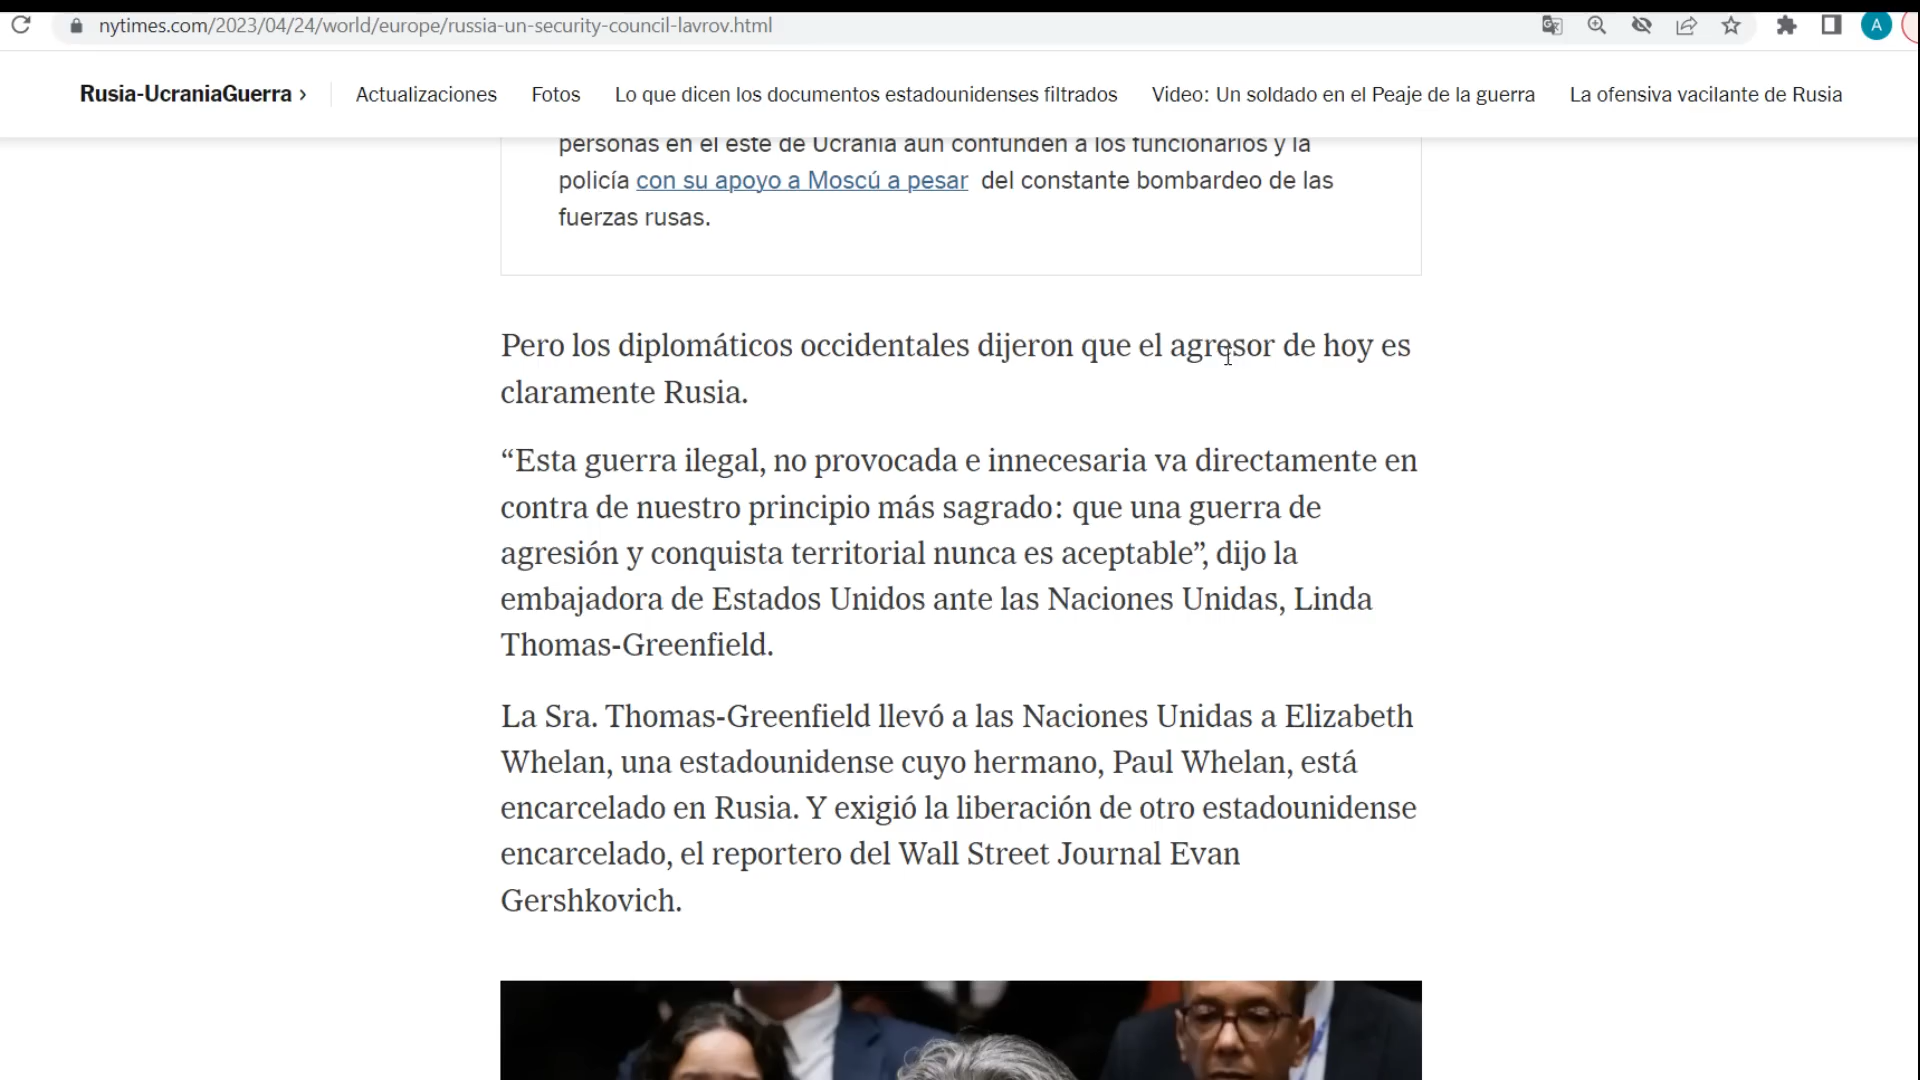 nytimes.com/2023/04/24/world/europe/russia-un-security-council-lavrov.html
A
Rusia-UcraniaGuerra ›
Actualizaciones
Fotos
Lo que dicen los documentos estadounidenses filtrados
Video: Un soldado en el Peaje de la guerra
La ofensiva vacilante de Rusia
personas en el este de Ucrania aún confunden a los funcionarios y la
policía con su apoyo a Moscú a pesar del constante bombardeo de las
fuerzas rusas.
Pero los diplomáticos occidentales dijeron que el agresor de hoy es
claramente Rusia.
“Esta guerra ilegal, no provocada e innecesaria va directamente en
contra de nuestro principio más sagrado: que una guerra de
agresión y conquista territorial nunca es aceptable”, dijo la
embajadora de Estados Unidos ante las Naciones Unidas, Linda
Thomas-Greenfield.
La Sra. Thomas-Greenfield llevó a las Naciones Unidas a Elizabeth
Whelan, una estadounidense cuyo hermano, Paul Whelan, está
encarcelado en Rusia. Y exigió la liberación de otro estadounidense
encarcelado, el reportero del Wall Street Journal Evan
Gershkovich.